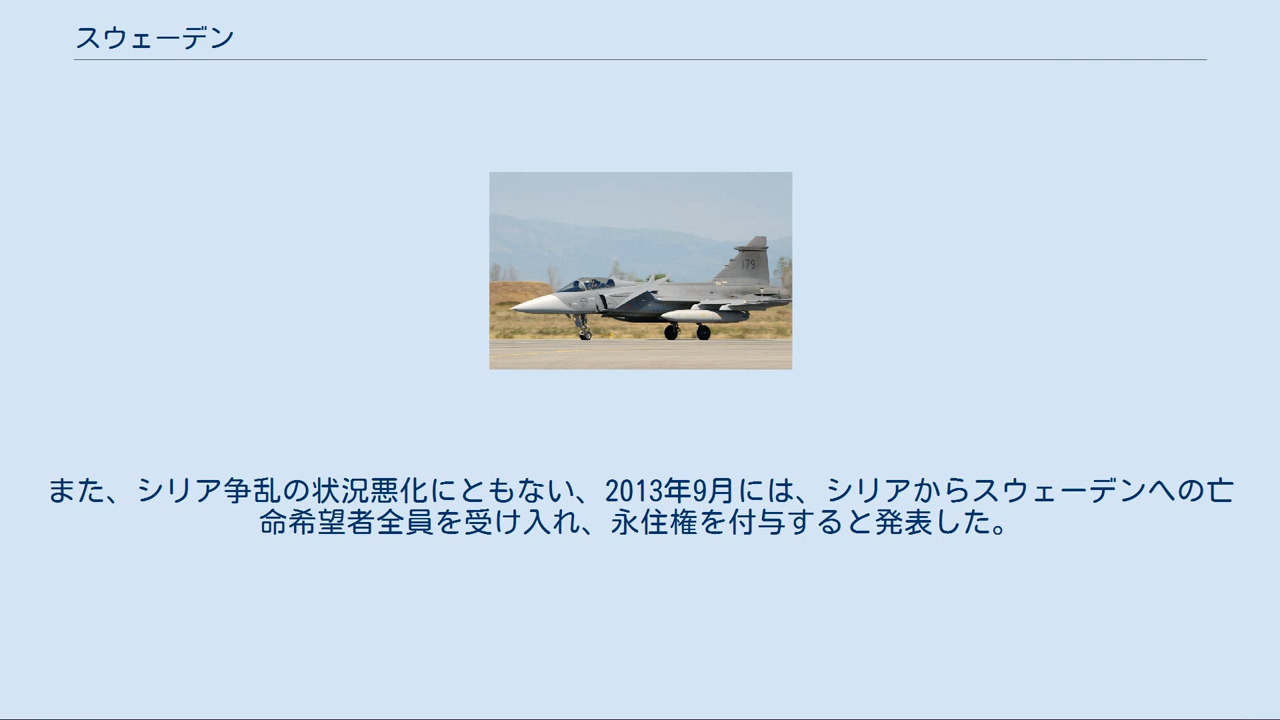 スウェーデン
179
また、シリア争乱の状況悪化にともない、2013年9月には、シリアからスウェーデンへの亡
命希望者全員を受け入れ、永住権を付与すると発表した。